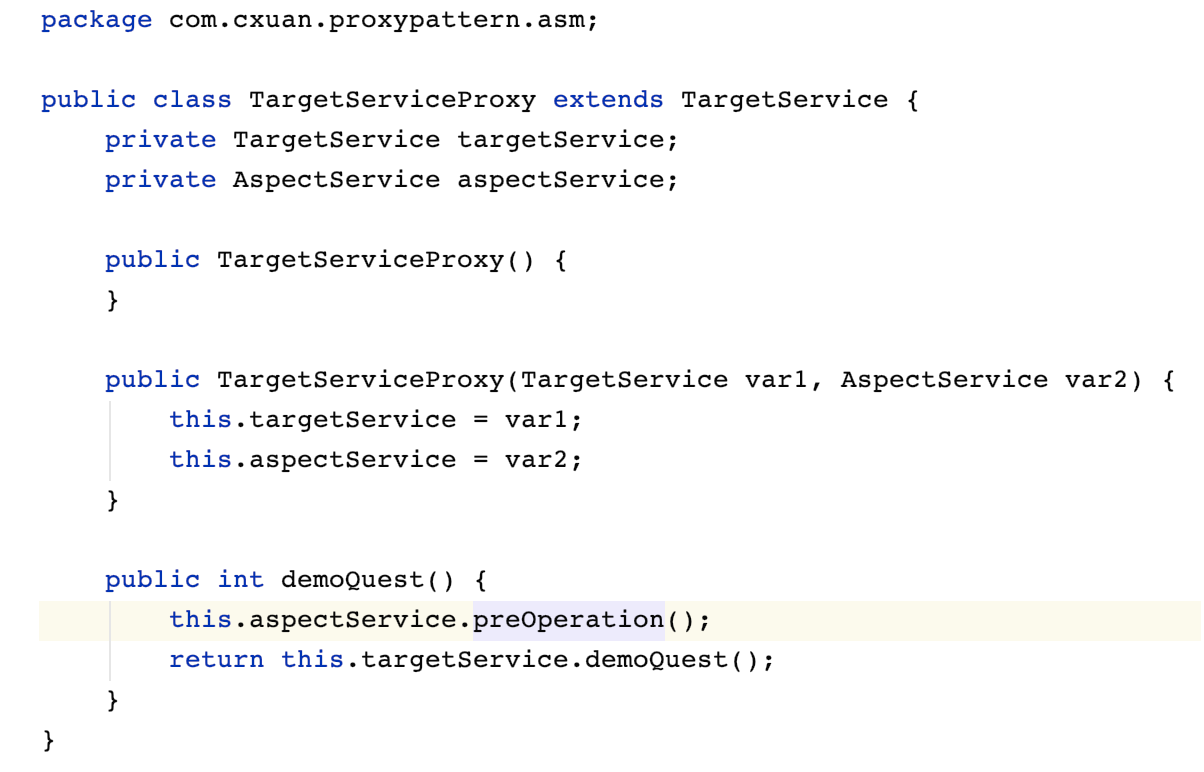 package com.cxuan.proxypattern.asm;
public class TargetServiceProxy extends TargetService {
    private TargetService targetService;
    private AspectService aspectService;
    public TargetServiceProxy() {
    }
    public TargetServiceProxy(TargetService var1, AspectService var2) {
        this.targetService = var1;
        this.aspectService = var2;
    }
    public int demoQuest() {
        this.aspectService.preOperation();
        return this.targetService.demoQuest();
    }
}